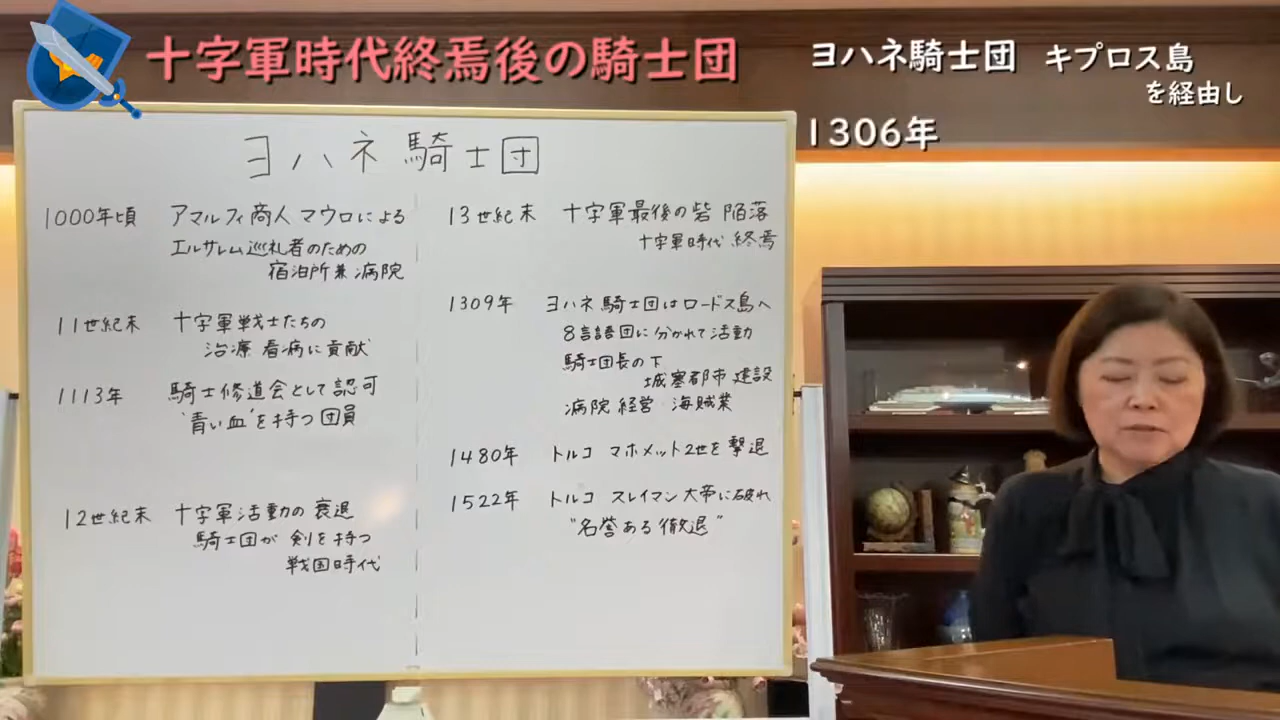 十字軍時代終焉後の騎士団
ヨハネ騎士団 キプロス島
を経由し
1306年
ヨハネ騎士団
1000年頃 アマルフィ商人マウロによる
エルサレム巡礼者のための
宿泊所兼病院
11世紀末 十字軍戦士たちの
治療 看病に貢献
1113年 騎士修道会として認可
"青い血"を持つ団員
12世紀末 十字軍活動の衰退
騎士団が剣を持つ
戦国時代
13世紀末 十字軍最後の砦 陥落
十字軍時代 終焉
1309年 ヨハネ騎士団はロードス島へ
8言語団に分かれて活動
騎士団長の下
城塞都市建設
病院経営・海賊業
1480年 トルコ マホメット2世を撃退
1522年 トルコ スレイマン大帝に破れ
"名誉ある撤退"